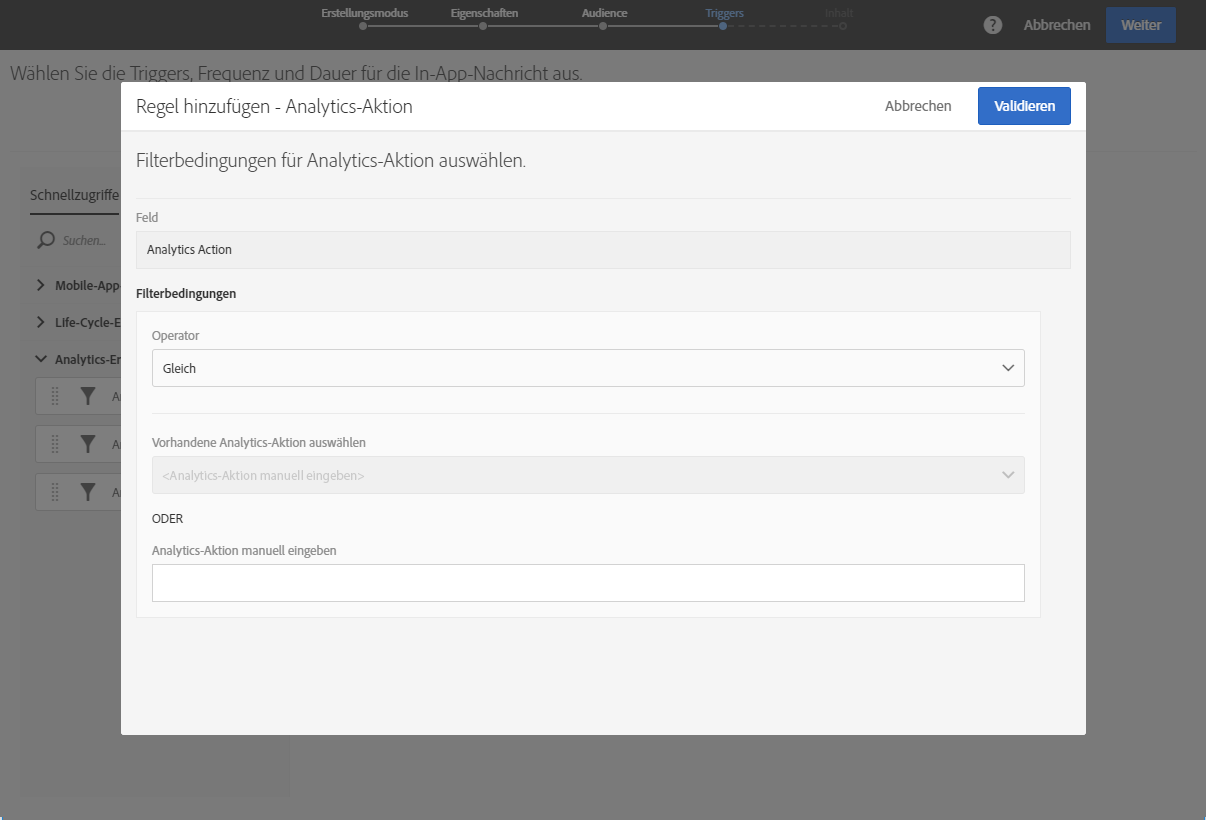 Erstellungsmodus Eigenschaften Audience Triggers Inhalt
? Abbrechen Weiter
Wählen Sie die Triggers, Frequenz und Dauer für die In-App-Nachricht aus.
Regel hinzufügen - Analytics-Aktion Abbrechen Validieren
Filterbedingungen für Analytics-Aktion auswählen.
Schnellzugriffe
Suchen...
Mobile-App
Life-Cycle-E
Analytics-Er
Feld
Analytics Action
Filterbedingungen
Operator
Gleich
Vorhandene Analytics-Aktion auswählen
<Analytics-Aktion manuell eingeben>
ODER
Analytics-Aktion manuell eingeben